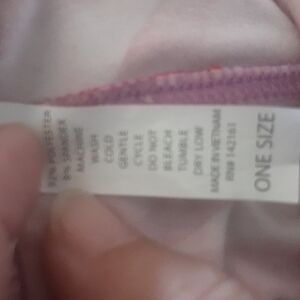 92% POLYESTER
8% SPANDEX
MACHINE
WASH
COLD
GENTLE
CYCLE
DO NOT
BLEACH
TUMBLE
DRY LOW
MADE IN VIETNAM
RN# 142161
ONE SIZE